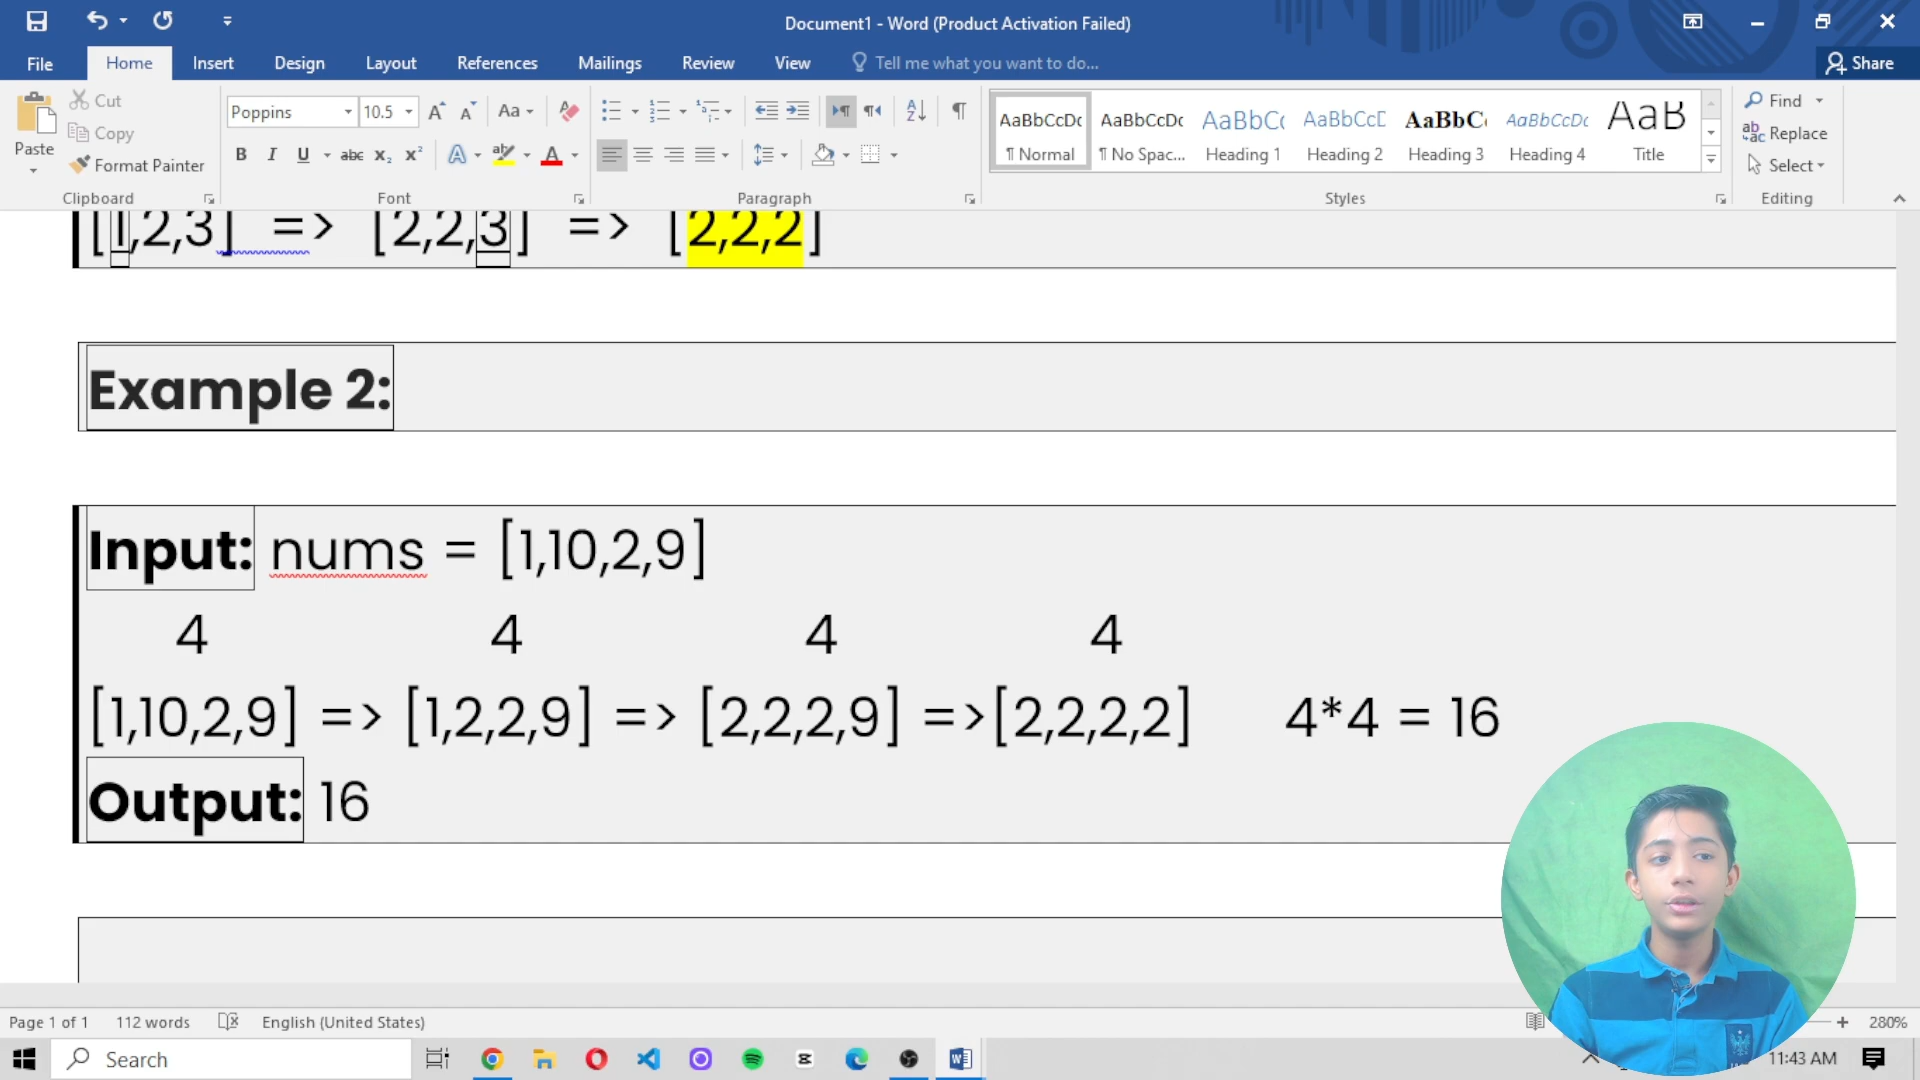 Document1 - Word (Product Activation Failed)
File Home Insert Design Layout References Mailings Review View Tell me what you want to do... Share
Paste
Cut
Copy
Format Painter
Clipboard
Poppins 10.5
Font
Paragraph
AaBbCcDc AaBbCcDc AaBbC AaBbCcD AaBbC AaBbCcDc AaB
¶ Normal ¶ No Spac... Heading 1 Heading 2 Heading 3 Heading 4 Title
Styles
Find
Replace
Select
Editing
[1,2,3] => [2,2,3] => [2,2,2]
Example 2:
Input: nums = [1,10,2,9]
4 4 4 4
[1,10,2,9] => [1,2,2,9] => [2,2,2,9] =>[2,2,2,2] 4*4 = 16
Output: 16
Page 1 of 1 112 words English (United States) 280%
Search 11:43 AM